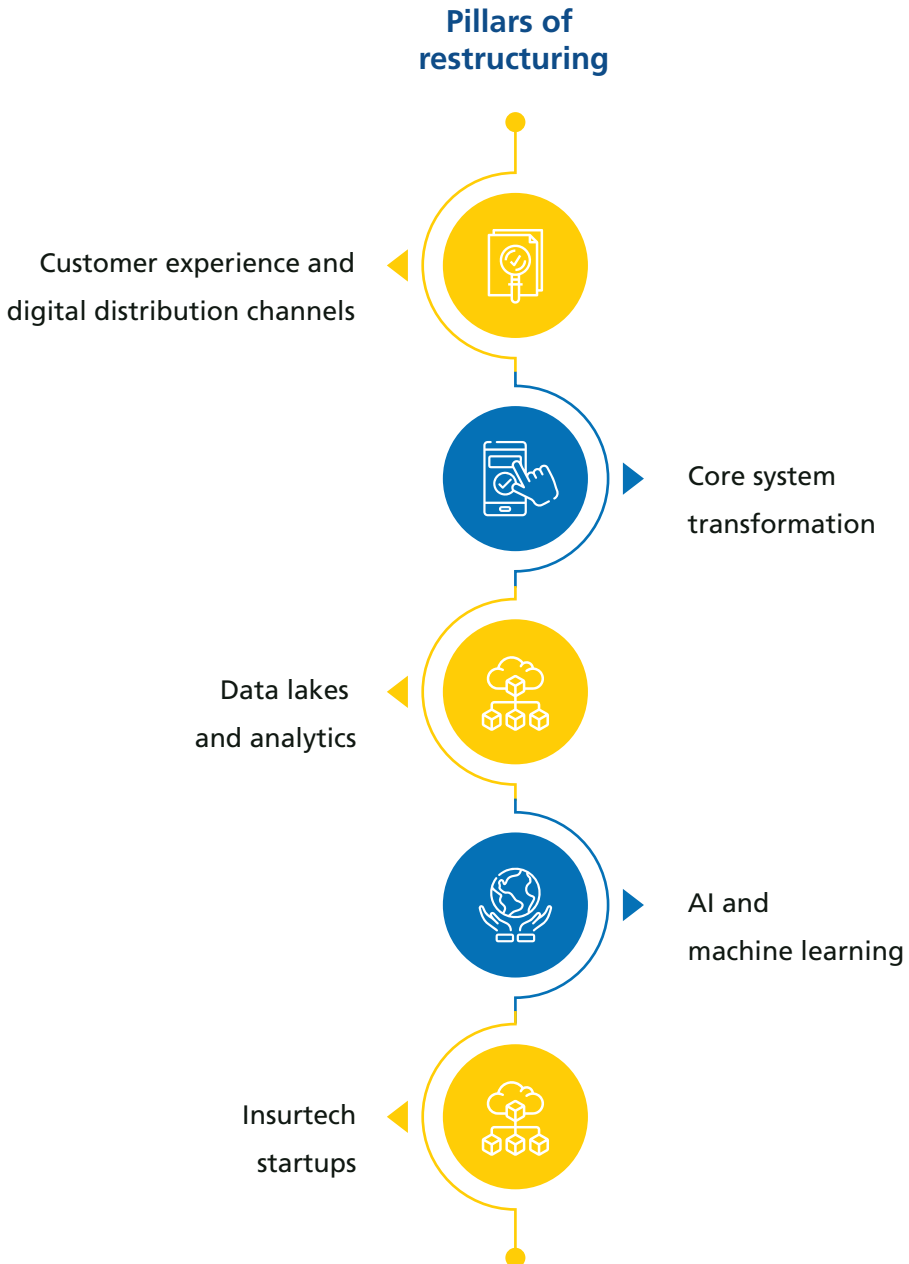 Pillars of
restructuring
Customer experience and
digital distribution channels
Core system
transformation
Data lakes
and analytics
AI and
machine learning
Insurtech
startups